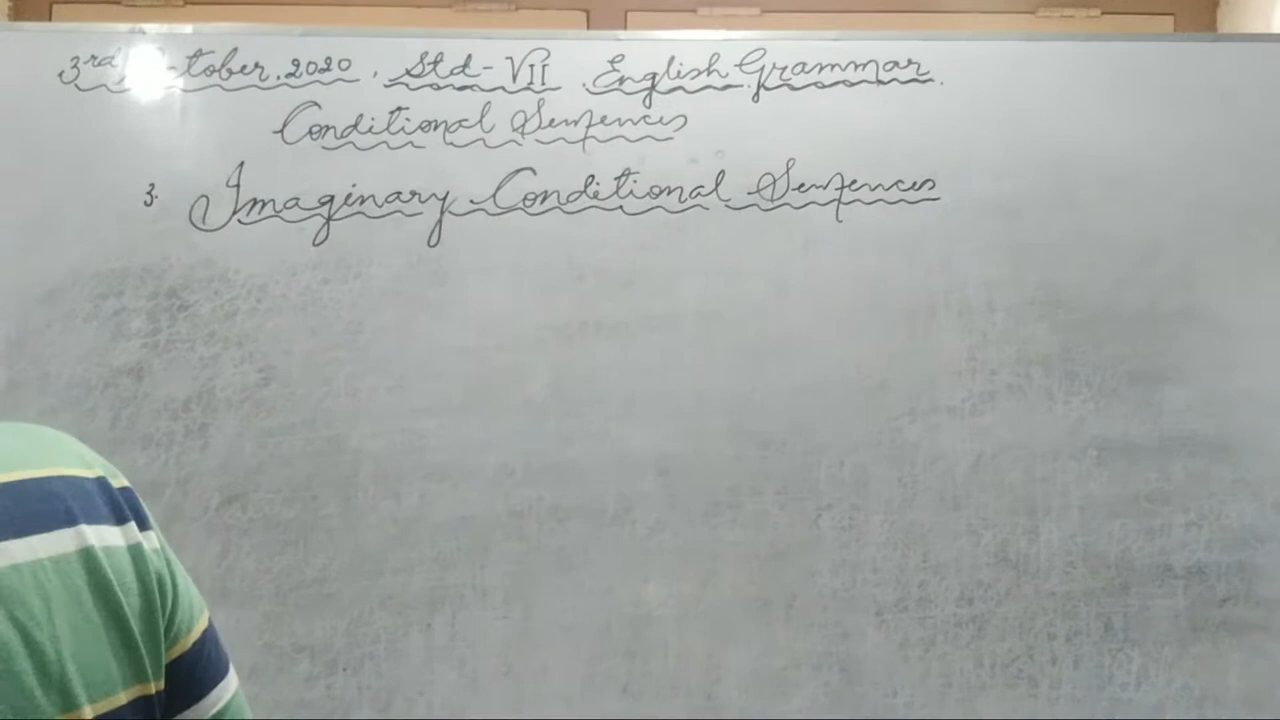 3rd October, 2020, Std - VII English Grammar.
Conditional Sentences
3. Imaginary Conditional Sentences